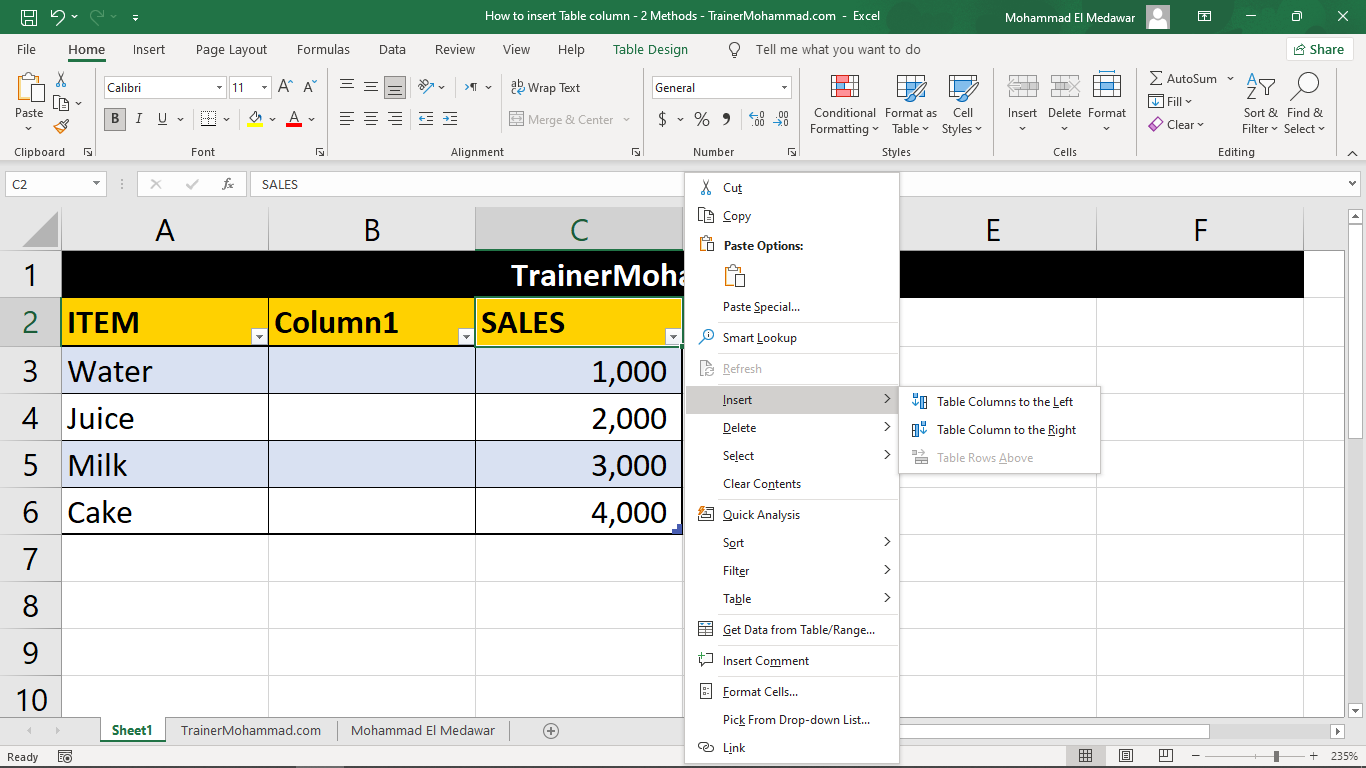 How to insert Table column - 2 Methods - TrainerMohammad.com - Excel
Mohammad El Medawar
File Home Insert Page Layout Formulas Data Review View Help Table Design Tell me what you want to do Share
Paste
Calibri 11 A A
Wrap Text
General
Conditional Formatting
Format as Table
Cell Styles
Insert Delete Format
AutoSum
Fill
Clear
Sort & Filter
Find & Select
B I U A
Merge & Center
$ % 9 .00 .00
Clipboard Font Alignment Number Styles Cells Editing
C2 fx SALES
A B C E F
1 TrainerMoha
2 ITEM Column1 SALES
3 Water 1,000
4 Juice 2,000
5 Milk 3,000
6 Cake 4,000
7
8
9
10
Cut
Copy
Paste Options:
Paste Special...
Smart Lookup
Refresh
Insert
Delete
Select
Clear Contents
Quick Analysis
Sort
Filter
Table
Get Data from Table/Range...
Insert Comment
Format Cells...
Pick From Drop-down List...
Link
Table Columns to the Left
Table Column to the Right
Table Rows Above
Sheet1 TrainerMohammad.com Mohammad El Medawar
Ready 235%